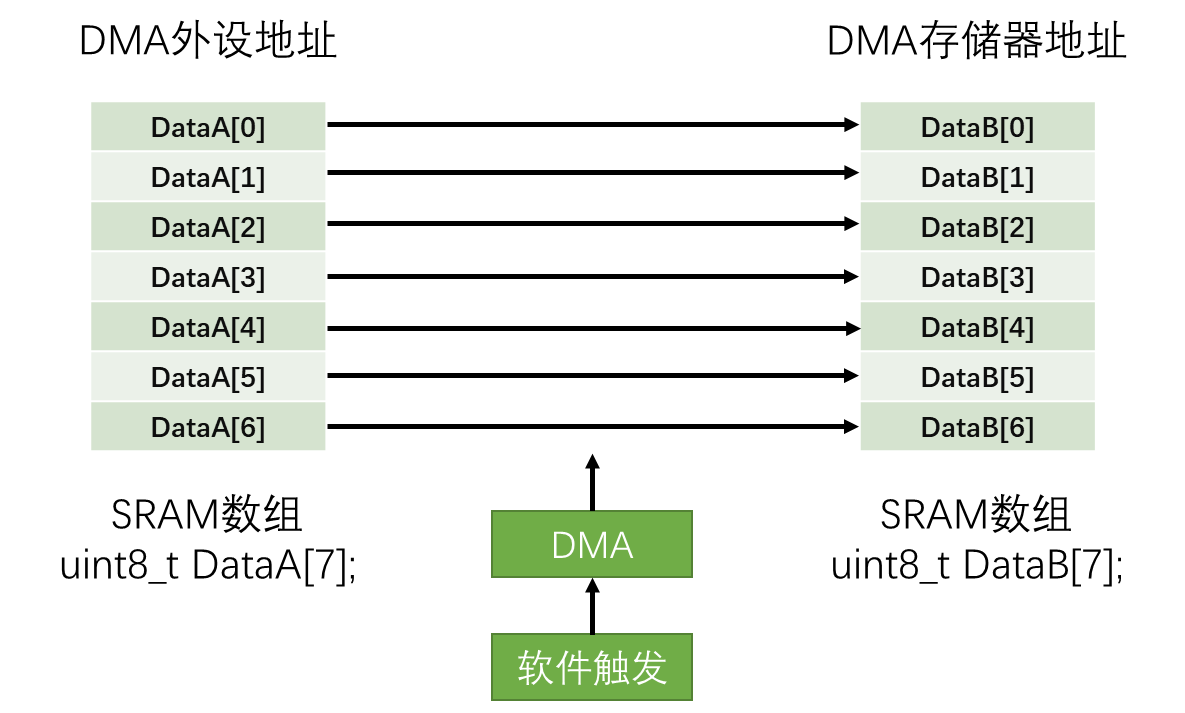 DMA外设地址
DMA存储器地址
DataA[0]
DataB[0]
DataA[1]
DataB[1]
DataA[2]
DataB[2]
DataA[3]
DataB[3]
DataA[4]
DataB[4]
DataA[5]
DataB[5]
DataA[6]
DataB[6]
SRAM数组
uint8_t DataA[7];
SRAM数组
uint8_t DataB[7];
DMA
软件触发